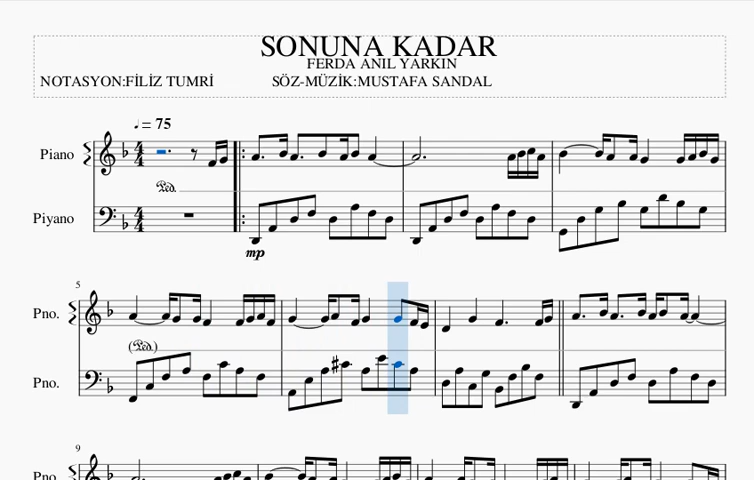 SONUNA KADAR
FERDA ANIL YARKIN
NOTASYON:FİLİZ TUMRİ
SÖZ-MÜZİK:MUSTAFA SANDAL
♩ = 75
Piano
Piyano
mp
5
Pno.
Pno.
9
Pno.